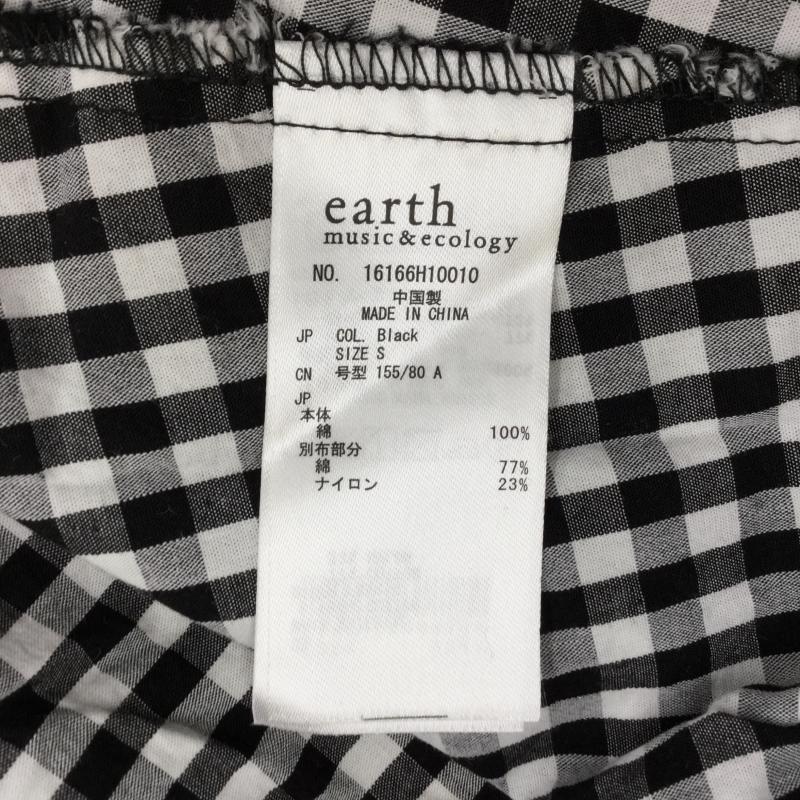 earth
music&ecology
NO. 16166H10010
中国製
MADE IN CHINA
JP COL. Black
SIZE S
CN 号型 155/80 A
JP
本体
綿 100%
別布部分
綿 77%
ナイロン 23%